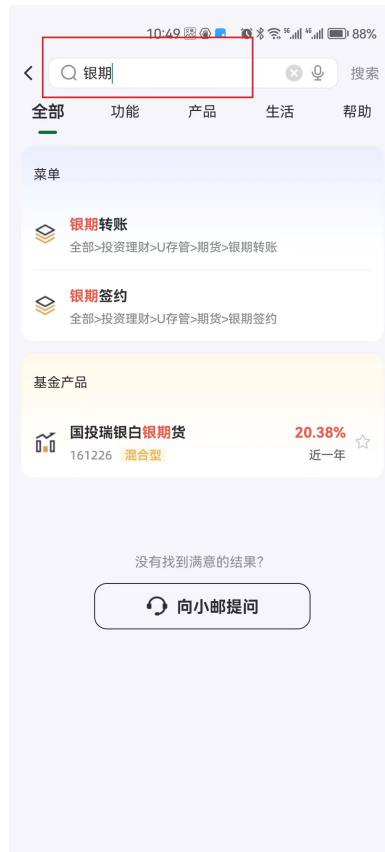 10:49 88%
银期 搜索
全部 功能 产品 生活 帮助
菜单
银期转账
全部>投资理财>U存管>期货>银期转账
银期签约
全部>投资理财>U存管>期货>银期签约
基金产品
国投瑞银白银期货 20.38%
161226 混合型 近一年
没有找到满意的结果?
向小邮提问